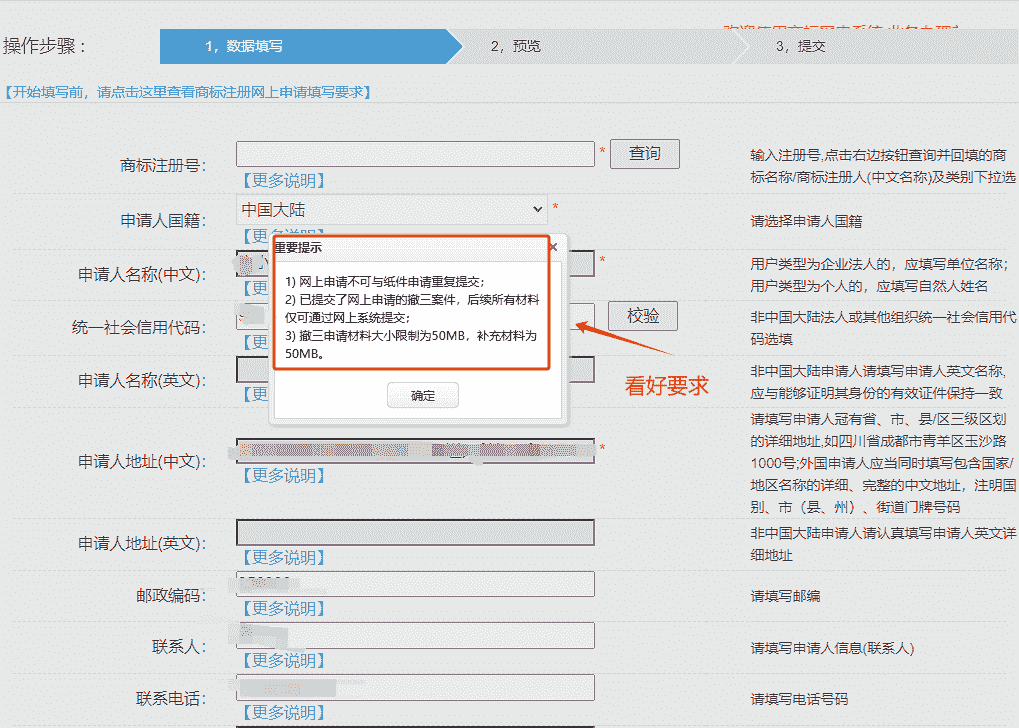 操作步骤：
1，数据填写
2，预览
3，提交
【开始填写前，请点击这里查看商标注册网上申请填写要求】
商标注册号：
*
查询
【更多说明】
输入注册号,点击右边按钮查询并回填的商
标名称/商标注册人(中文名称)及类别下拉选
申请人国籍：
中国大陆
*
请选择申请人国籍
申请人名称(中文)：
*
用户类型为企业法人的，应填写单位名称；
用户类型为个人的，应填写自然人姓名
重要提示
×
1) 网上申请不可与纸件申请重复提交；
2) 已提交了网上申请的撤三案件，后续所有材料
仅可通过网上系统提交；
3) 撤三申请材料大小限制为50MB，补充材料为
50MB。
确定
看好要求
统一社会信用代码：
校验
非中国大陆法人或其他组织统一社会信用代
码选填
申请人名称(英文)：
非中国大陆申请人请填写申请人英文名称,
应与能够证明其身份的有效证件保持一致
申请人地址(中文)：
*
【更多说明】
请填写申请人冠有省、市、县/区三级区划
的详细地址,如四川省成都市青羊区玉沙路
1000号;外国申请人应当同时填写包含国家/
地区名称的详细、完整的中文地址，注明国
别、市（县、州）、街道门牌号码
申请人地址(英文)：
【更多说明】
非中国大陆申请人请认真填写申请人英文详
细地址
邮政编码：
【更多说明】
请填写邮编
联系人：
【更多说明】
请填写申请人信息(联系人)
联系电话：
【更多说明】
请填写电话号码